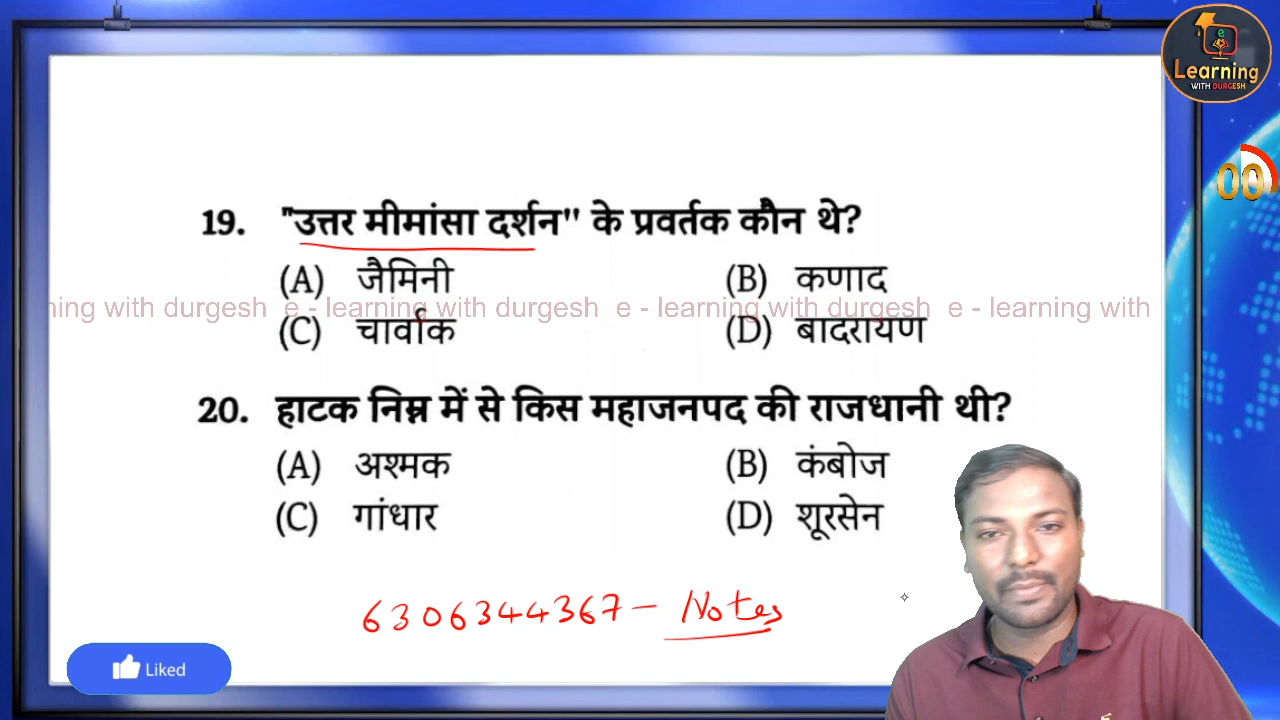 e
Learning
WITH DURGESH
00
19. "उत्तर मीमांसा दर्शन" के प्रवर्तक कौन थे?
(A) जैमिनी (B) कणाद
ning with durgesh e - learning with durgesh e - learning with durgesh e - learning with
(C) चार्वाक (D) बादरायण
20. हाटक निम्न में से किस महाजनपद की राजधानी थी?
(A) अश्मक (B) कंबोज
(C) गांधार (D) शूरसेन
6306344367 - Notes
Liked